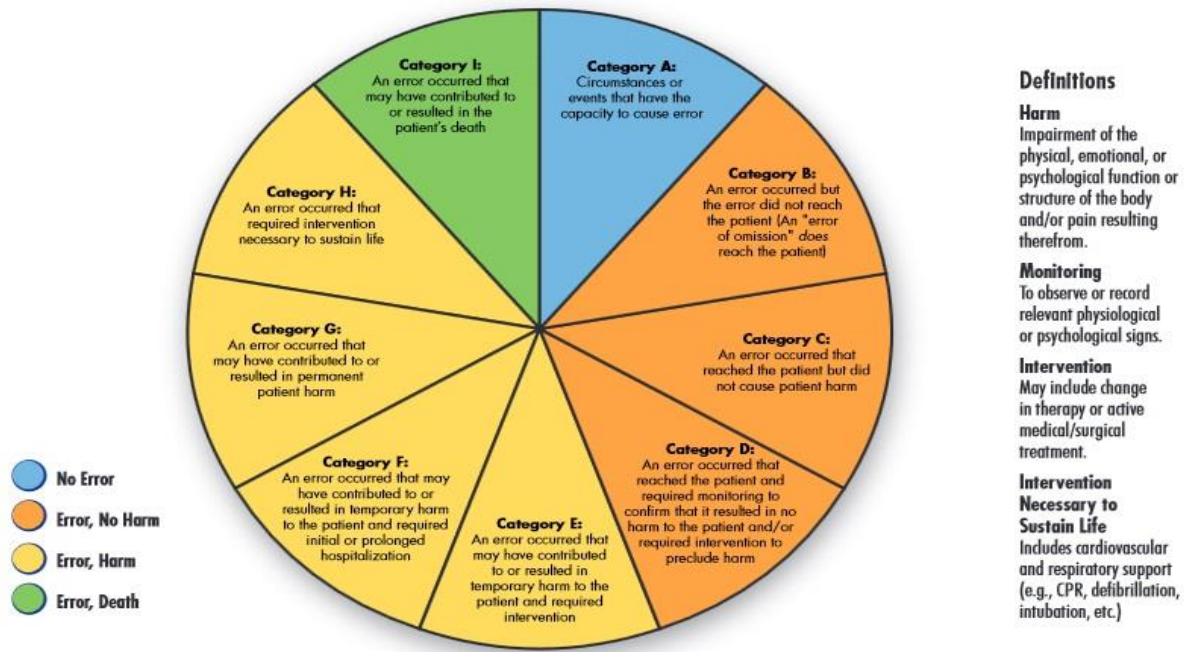 Category I:
An error occurred that
may have contributed to
or resulted in the
patient's death
Category A:
Circumstances or
events that have the
capacity to cause error
Category B:
An error occurred but
the error did not reach
the patient (An "error
of omission" does
reach the patient)
Category C:
An error occurred that
reached the patient but did
not cause patient harm
Category D:
An error occurred that
reached the patient and
required monitoring to
confirm that it resulted in no
harm to the patient and/or
required intervention to
preclude harm
Category E:
An error occurred that
may have contributed
to or resulted in
temporary harm to the
patient and required
intervention
Category F:
An error occurred that may
have contributed to or
resulted in temporary harm
to the patient and required
initial or prolonged
hospitalization
Category G:
An error occurred that
may have contributed to or
resulted in permanent
patient harm
Category H:
An error occurred that
required intervention
necessary to sustain life
No Error
Error, No Harm
Error, Harm
Error, Death
Definitions
Harm
Impairment of the
physical, emotional, or
psychological function or
structure of the body
and/or pain resulting
therefrom.
Monitoring
To observe or record
relevant physiological
or psychological signs.
Intervention
May include change
in therapy or active
medical/surgical
treatment.
Intervention
Necessary to
Sustain Life
Includes cardiovascular
and respiratory support
(e.g., CPR, defibrillation,
intubation, etc.)